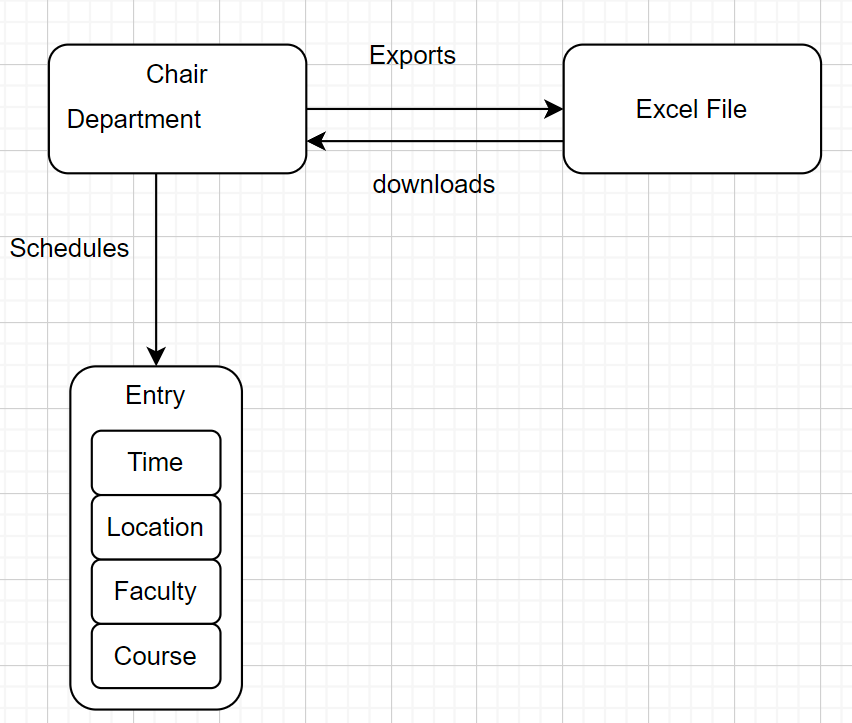 Exports
Chair
Department
Excel File
downloads
Schedules
Entry
Time
Location
Faculty
Course